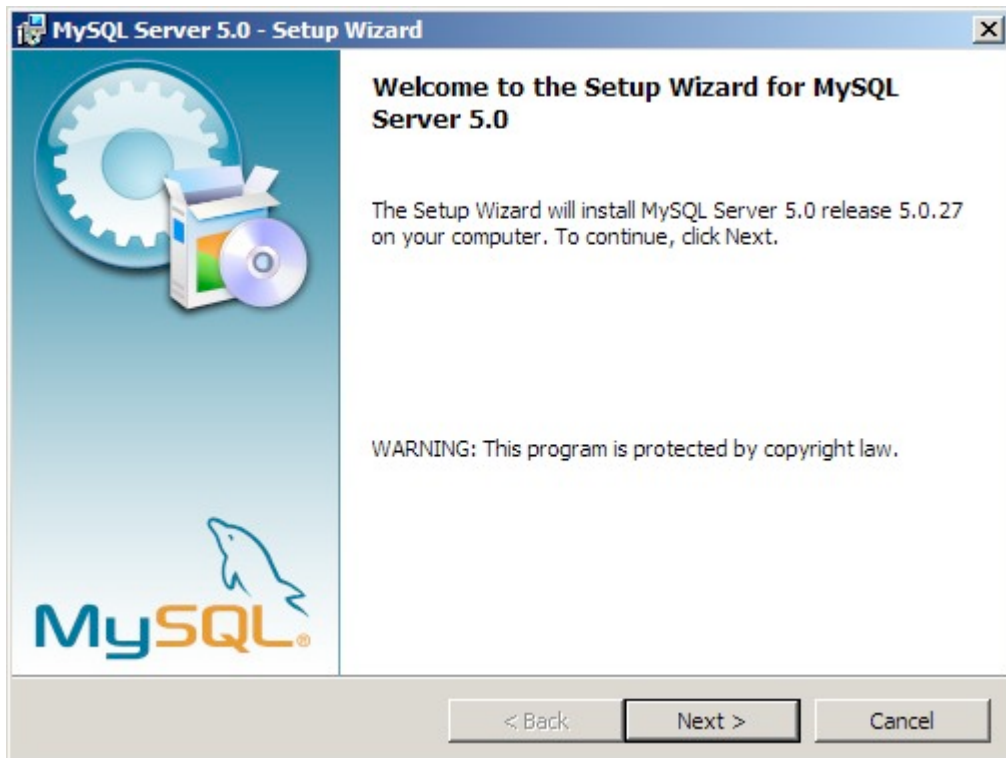 MySQL Server 5.0 - Setup Wizard
Welcome to the Setup Wizard for MySQL
Server 5.0
The Setup Wizard will install MySQL Server 5.0 release 5.0.27
on your computer. To continue, click Next.
WARNING: This program is protected by copyright law.
MySQL®
< Back
Next >
Cancel